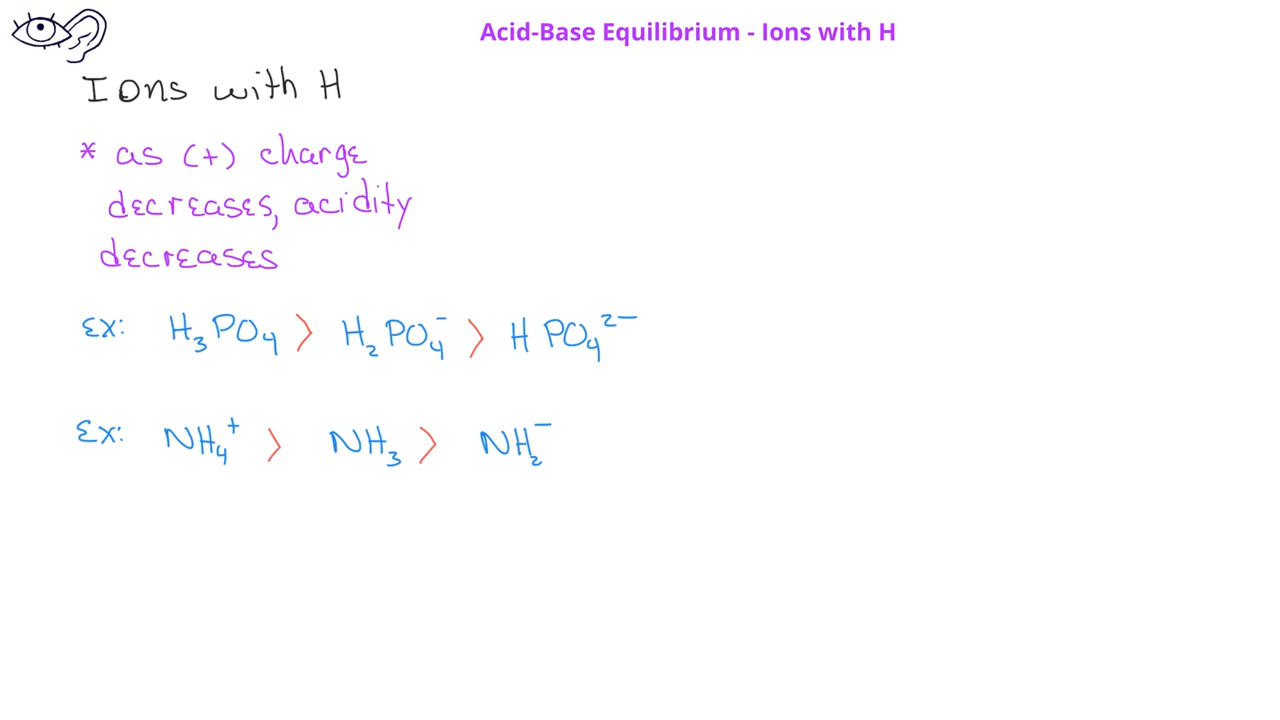 Acid-Base Equilibrium - Ions with H
Ions with H
* as (+) charge
decreases, acidity
decreases
Ex: H₃PO₄ > H₂PO₄⁻ > HPO₄²⁻
Ex: NH₄⁺ > NH₃ > NH₂⁻